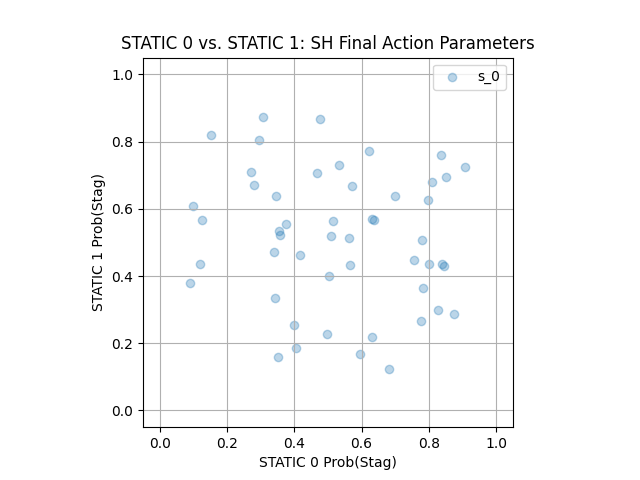 STATIC 0 vs. STATIC 1: SH Final Action Parameters
s_0
1.0
0.8
0.6
0.4
0.2
0.0
STATIC 1 Prob(Stag)
0.0 0.2 0.4 0.6 0.8 1.0
STATIC 0 Prob(Stag)